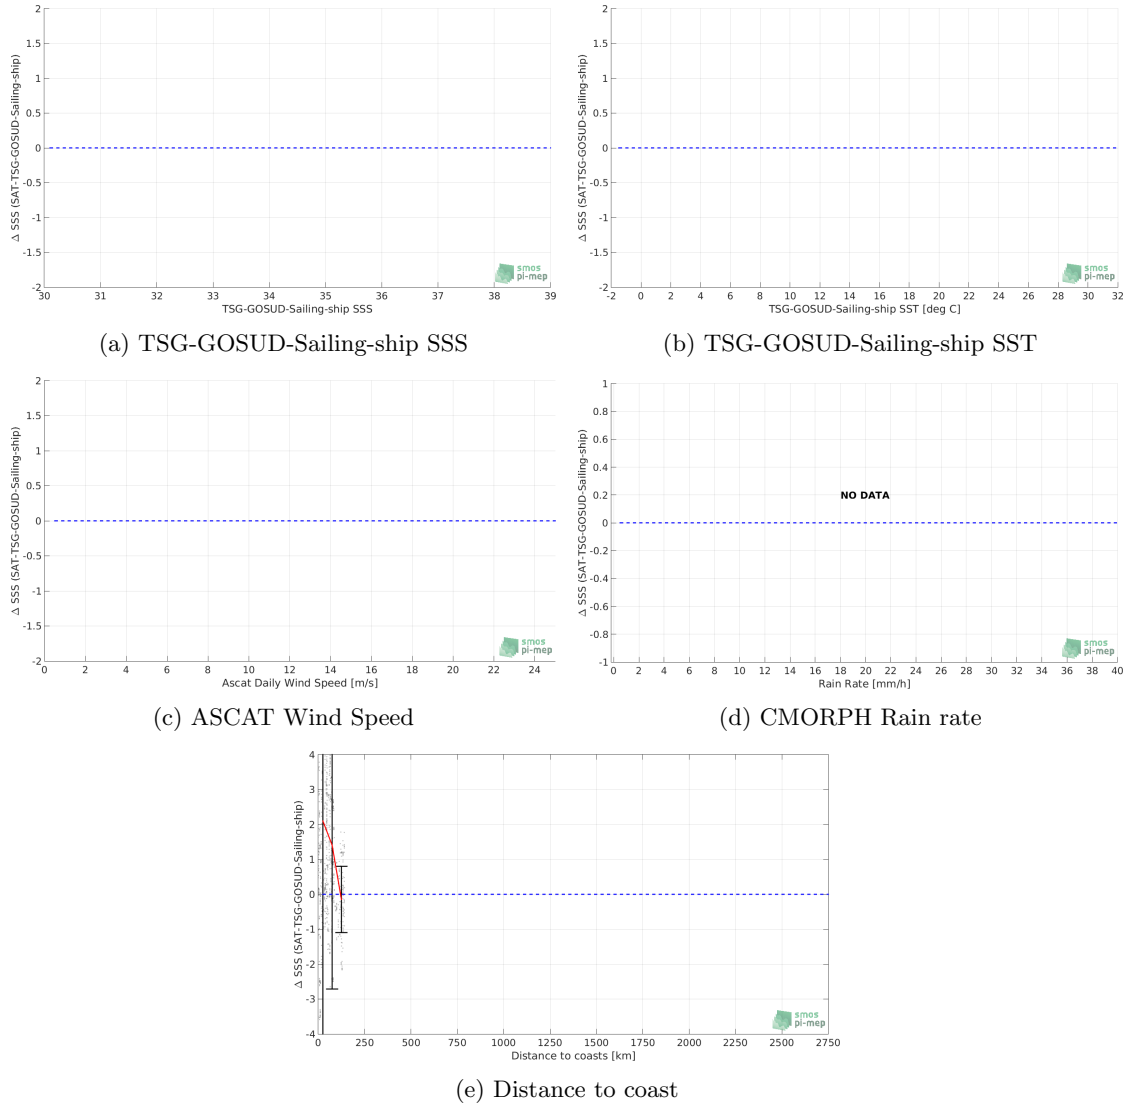 Δ SSS (SAT-TSG-GOSUD-Sailing-ship)
2
1.5
1
0.5
0
-0.5
-1
-1.5
-2
30 31 32 33 34 35 36 37 38 39
TSG-GOSUD-Sailing-ship SSS
smos
pi-mep
(a) TSG-GOSUD-Sailing-ship SSS
Δ SSS (SAT-TSG-GOSUD-Sailing-ship)
2
1.5
1
0.5
0
-0.5
-1
-1.5
-2
-2 0 2 4 6 8 10 12 14 16 18 20 22 24 26 28 30 32
TSG-GOSUD-Sailing-ship SST [deg C]
smos
pi-mep
(b) TSG-GOSUD-Sailing-ship SST
Δ SSS (SAT-TSG-GOSUD-Sailing-ship)
2
1.5
1
0.5
0
-0.5
-1
-1.5
-2
0 2 4 6 8 10 12 14 16 18 20 22 24
Ascat Daily Wind Speed [m/s]
smos
pi-mep
(c) ASCAT Wind Speed
Δ SSS (SAT-TSG-GOSUD-Sailing-ship)
1
0.8
0.6
0.4
0.2
0
-0.2
-0.4
-0.6
-0.8
-1
NO DATA
0 2 4 6 8 10 12 14 16 18 20 22 24 26 28 30 32 34 36 38 40
Rain Rate [mm/h]
smos
pi-mep
(d) CMORPH Rain rate
Δ SSS (SAT-TSG-GOSUD-Sailing-ship)
4
3
2
1
0
-1
-2
-3
-4
0 250 500 750 1000 1250 1500 1750 2000 2250 2500 2750
Distance to coasts [km]
smos
pi-mep
(e) Distance to coast